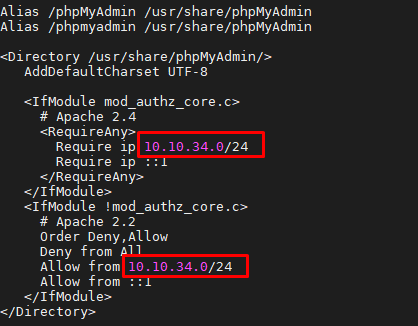 Alias /phpMyAdmin /usr/share/phpMyAdmin
Alias /phpmyadmin /usr/share/phpMyAdmin
<Directory /usr/share/phpMyAdmin/>
AddDefaultCharset UTF-8
<IfModule mod_authz_core.c>
# Apache 2.4
<RequireAny>
Require ip 10.10.34.0/24
Require ip ::1
</RequireAny>
</IfModule>
<IfModule !mod_authz_core.c>
# Apache 2.2
Order Deny,Allow
Deny from All
Allow from 10.10.34.0/24
Allow from ::1
</IfModule>
</Directory>